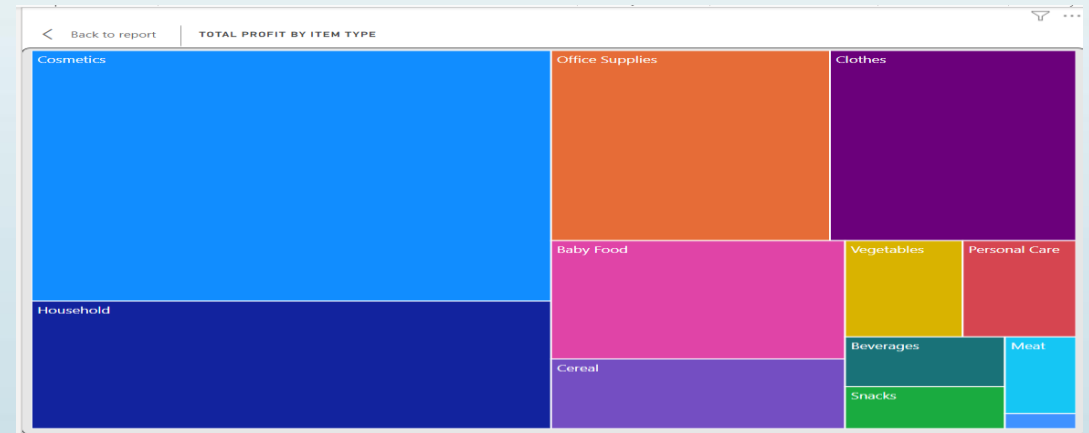 Back to report
TOTAL PROFIT BY ITEM TYPE
Cosmetics
Office Supplies
Clothes
Baby Food
Vegetables
Personal Care
Household
Beverages
Meat
Cereal
Snacks